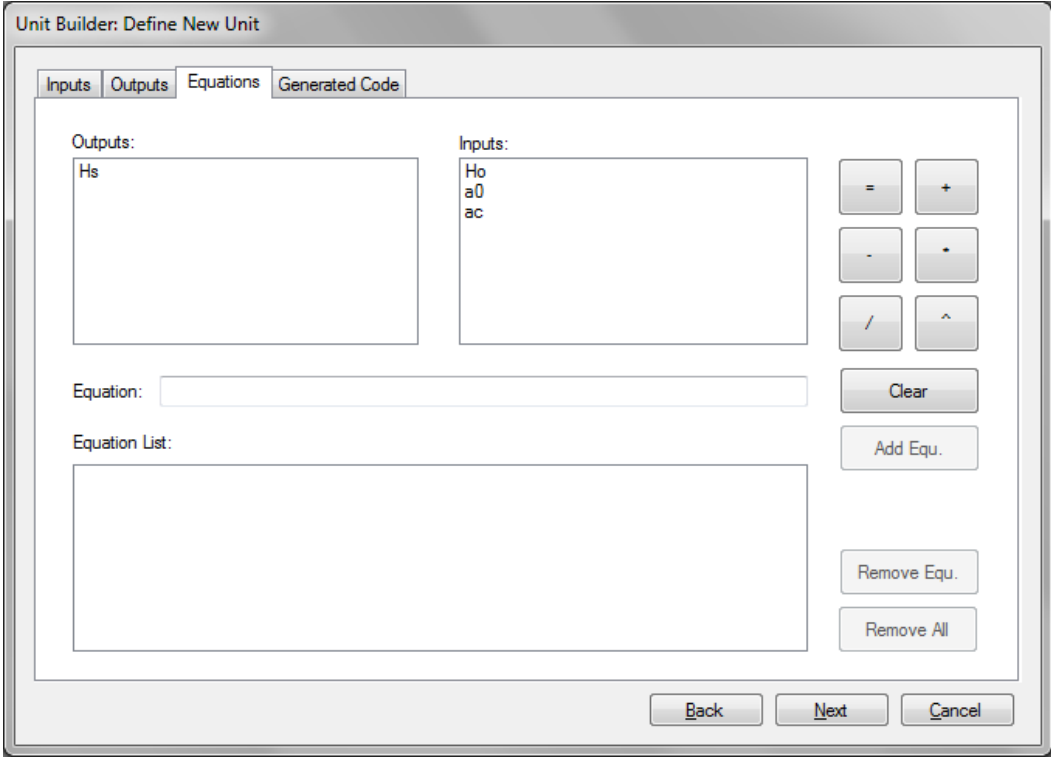 Unit Builder: Define New Unit
Inputs Outputs Equations Generated Code
Outputs:
Hs
Inputs:
Ho
a0
ac
= +
- *
/ ^
Equation:
Clear
Equation List:
Add Equ.
Remove Equ.
Remove All
Back Next Cancel